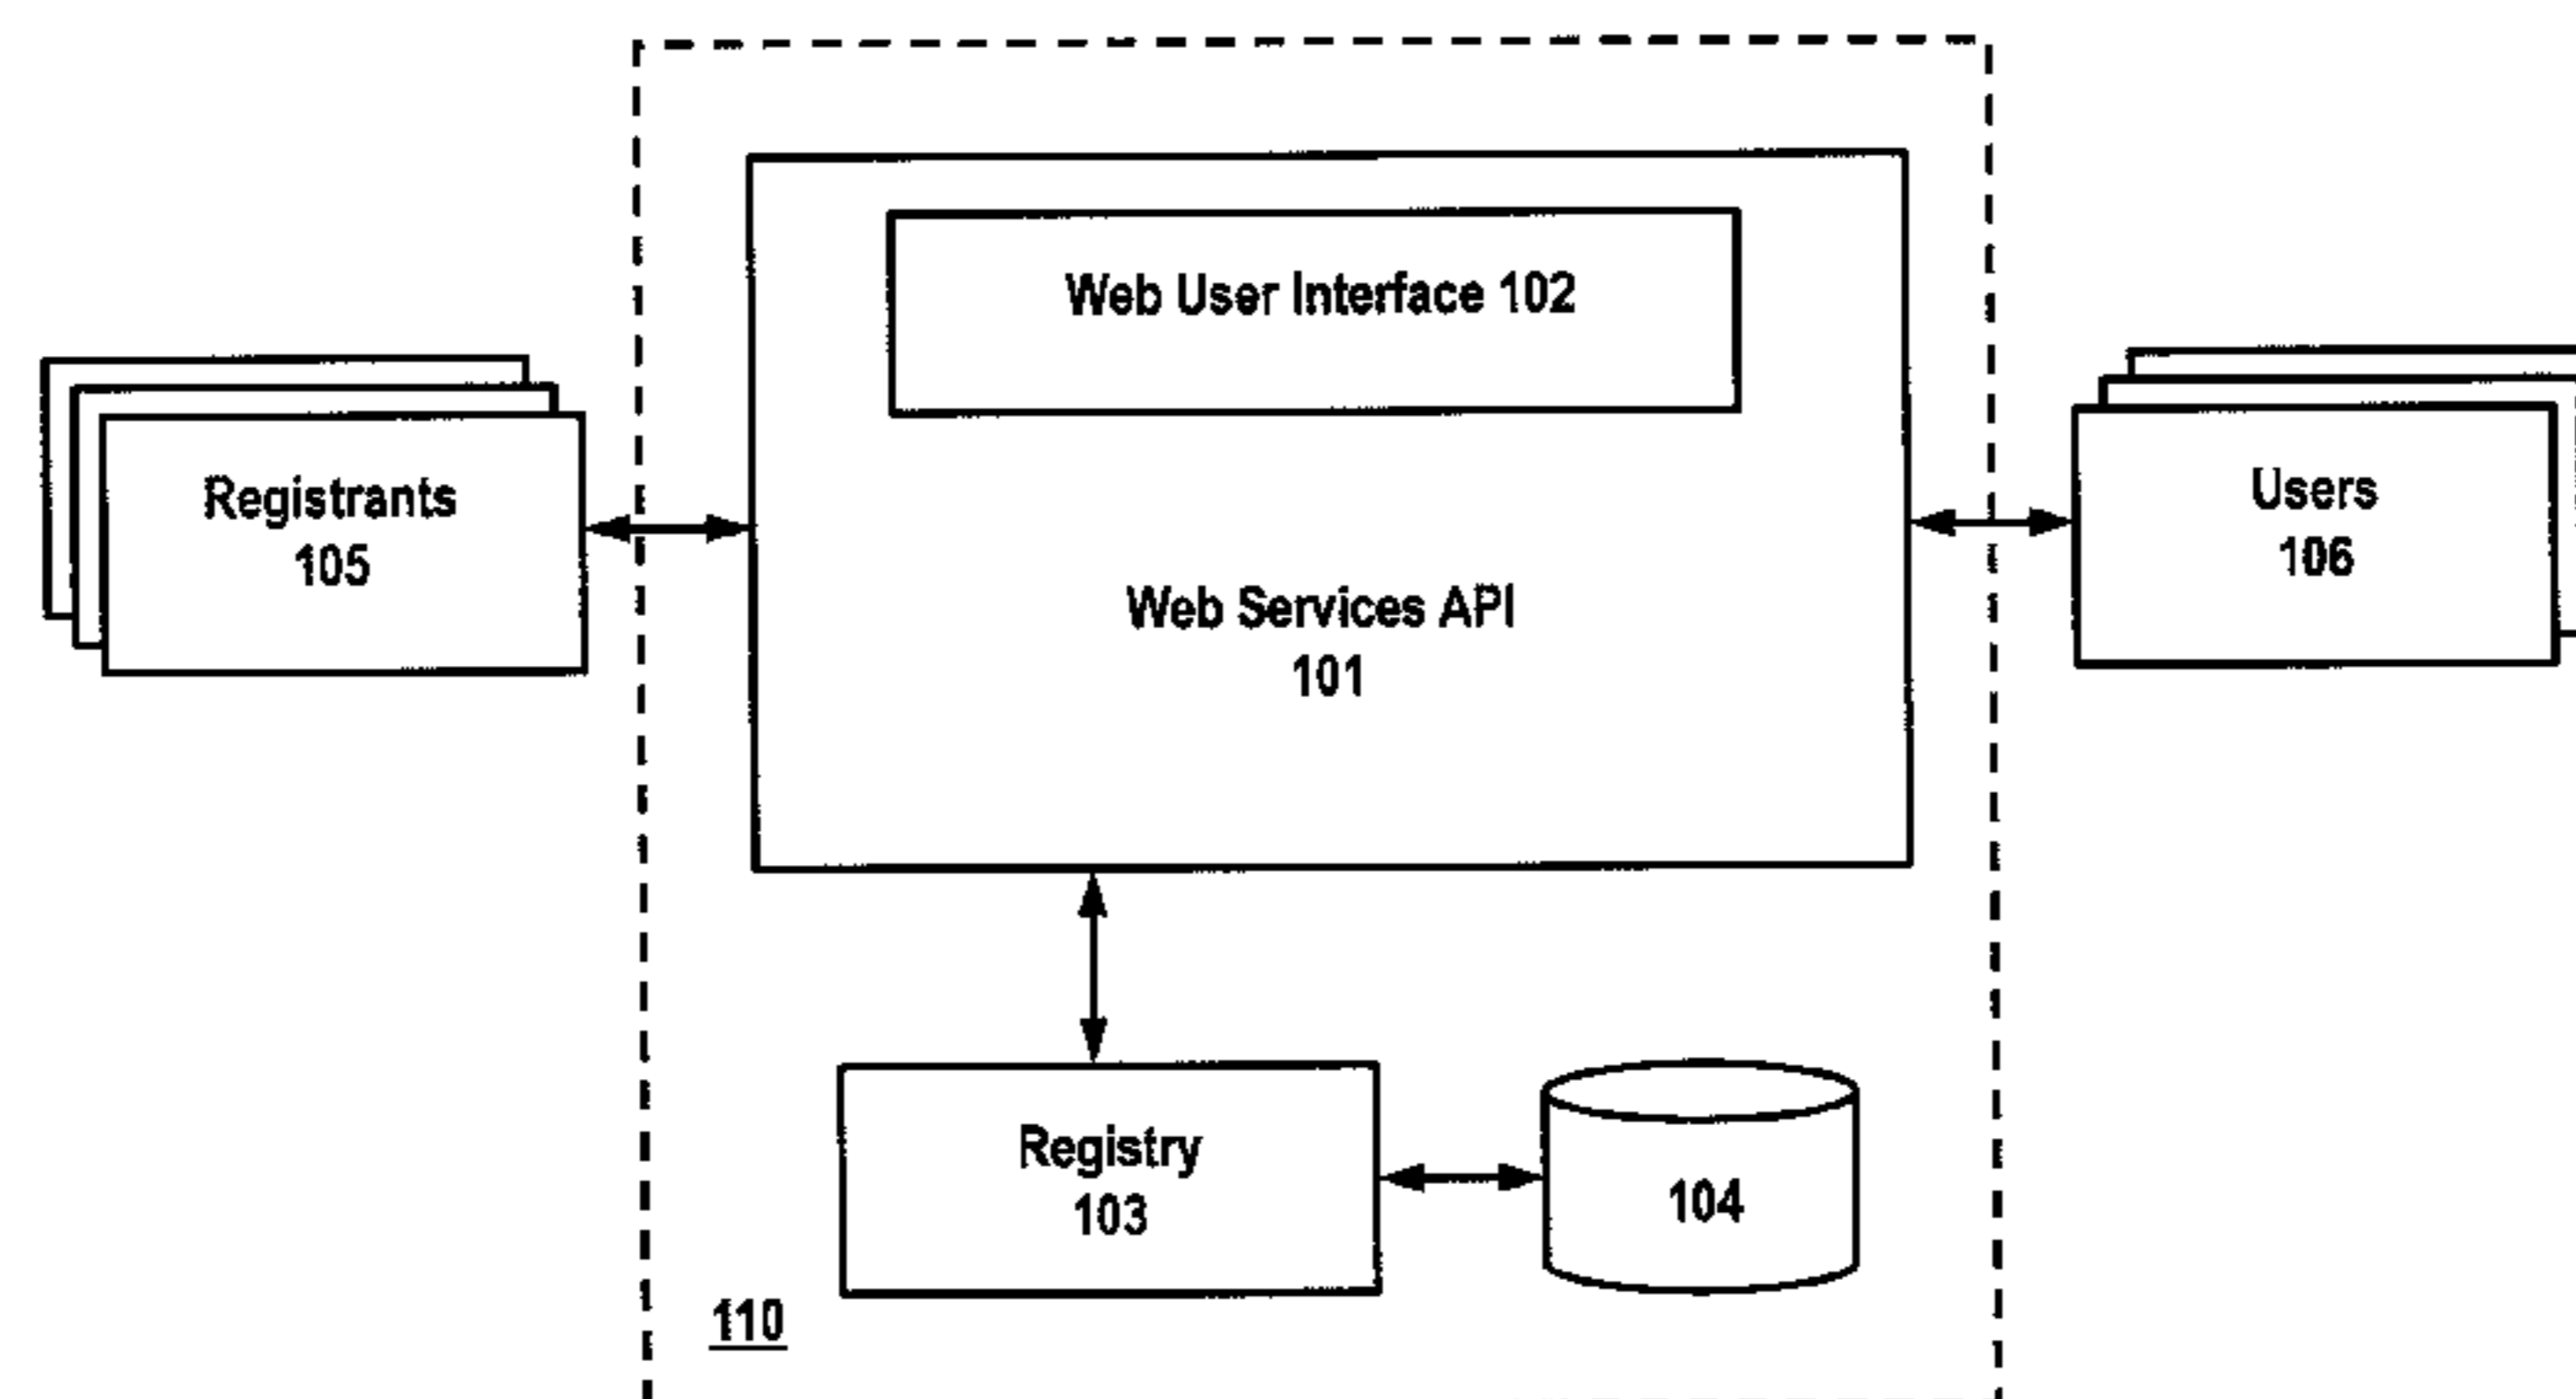 Web User Interface 102
Registrants
105
Web Services API
101
Users
106
Registry
103
104
110